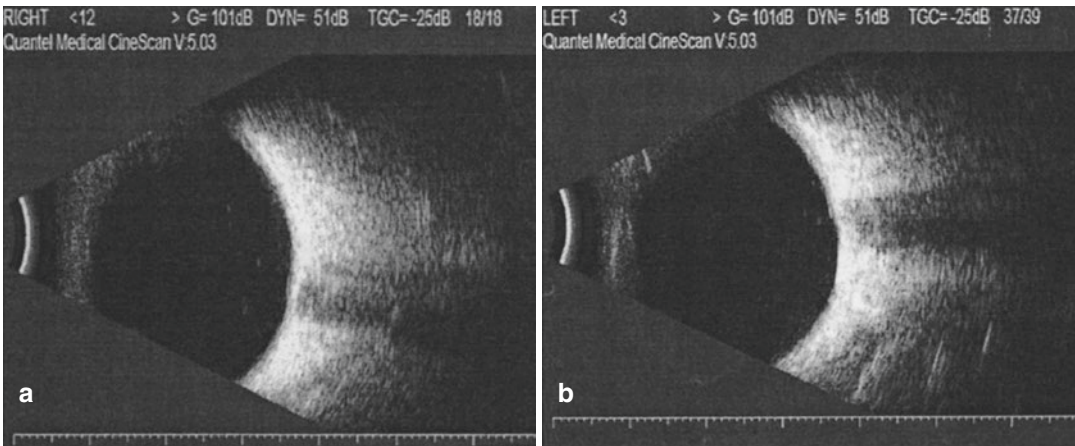 RIGHT <12 > G= 101dB DYN= 51dB TGC= -25dB 18/18
Quantel Medical CineScan V:5.03
a
LEFT <3 > G= 101dB DYN= 51dB TGC= -25dB 37/39
Quantel Medical CineScan V:5.03
b